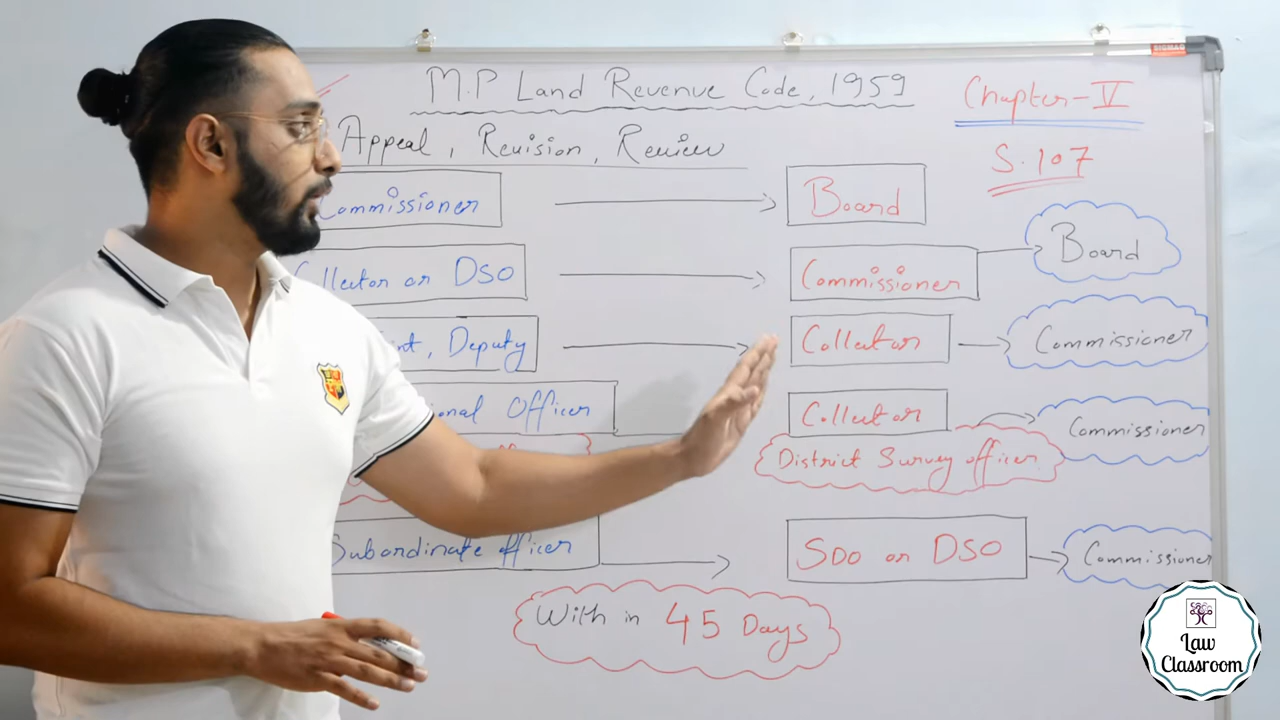 M.P Land Revenue Code, 1959
Chapter-V
Appeal, Revision, Review
S.107
Commissioner
Board
Collector or DSO
Commissioner
Board
Deputy
Collector
Commissioner
Officer
Collector
Commissioner
District Survey officer
Subordinate officer
SDO or DSO
Commissioner
With in 45 Days
Law
Classroom
SIGMAC